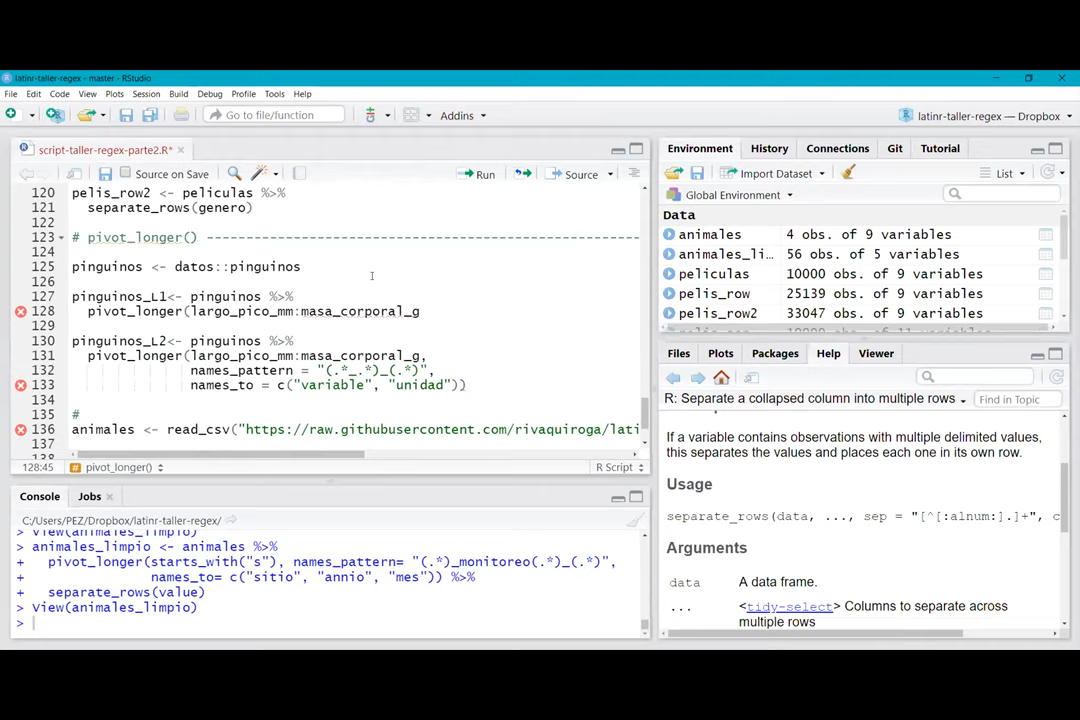 latinr-taller-regex - master - RStudio
File Edit Code View Plots Session Build Debug Profile Tools Help
Go to file/function
Addins
latinr-taller-regex — Dropbox
script-taller-regex-parte2.R*
Source on Save
Run
Source
120 pelis_row2 <- peliculas %>%
121 separate_rows(genero)
122
123 # pivot_longer() ----------------------------------------------------
124
125 pinguinos <- datos::pinguinos
126
127 pinguinos_L1<- pinguinos %>%
128 pivot_longer(largo_pico_mm:masa_corporal_g
129
130 pinguinos_L2<- pinguinos %>%
131 pivot_longer(largo_pico_mm:masa_corporal_g,
132 names_pattern = "(.*_.*)_(.*)",
133 names_to = c("variable", "unidad"))
134
135 #
136 animales <- read_csv("https://raw.githubusercontent.com/rivaquiroga/lati
137
138
128:45 pivot_longer() R Script
Console Jobs
C:/Users/PEZ/Dropbox/latinr-taller-regex/
> View(animales_limpio)
> animales_limpio <- animales %>%
+ pivot_longer(starts_with("s"), names_pattern= "(.*)_monitoreo(.*)_(.*)",
+ names_to= c("sitio", "annio", "mes")) %>%
+ separate_rows(value)
> View(animales_limpio)
>
Environment History Connections Git Tutorial
Import Dataset List
Global Environment
Data
animales 4 obs. of 9 variables
animales_li… 56 obs. of 5 variables
peliculas 10000 obs. of 9 variables
pelis_row 25139 obs. of 9 variables
pelis_row2 33047 obs. of 9 variables
Files Plots Packages Help Viewer
R: Separate a collapsed column into multiple rows Find in Topic
If a variable contains observations with multiple delimited values,
this separates the values and places each one in its own row.
Usage
separate_rows(data, ..., sep = "[^[:alnum:].]+", c
Arguments
data A data frame.
... <tidy-select> Columns to separate across
multiple rows